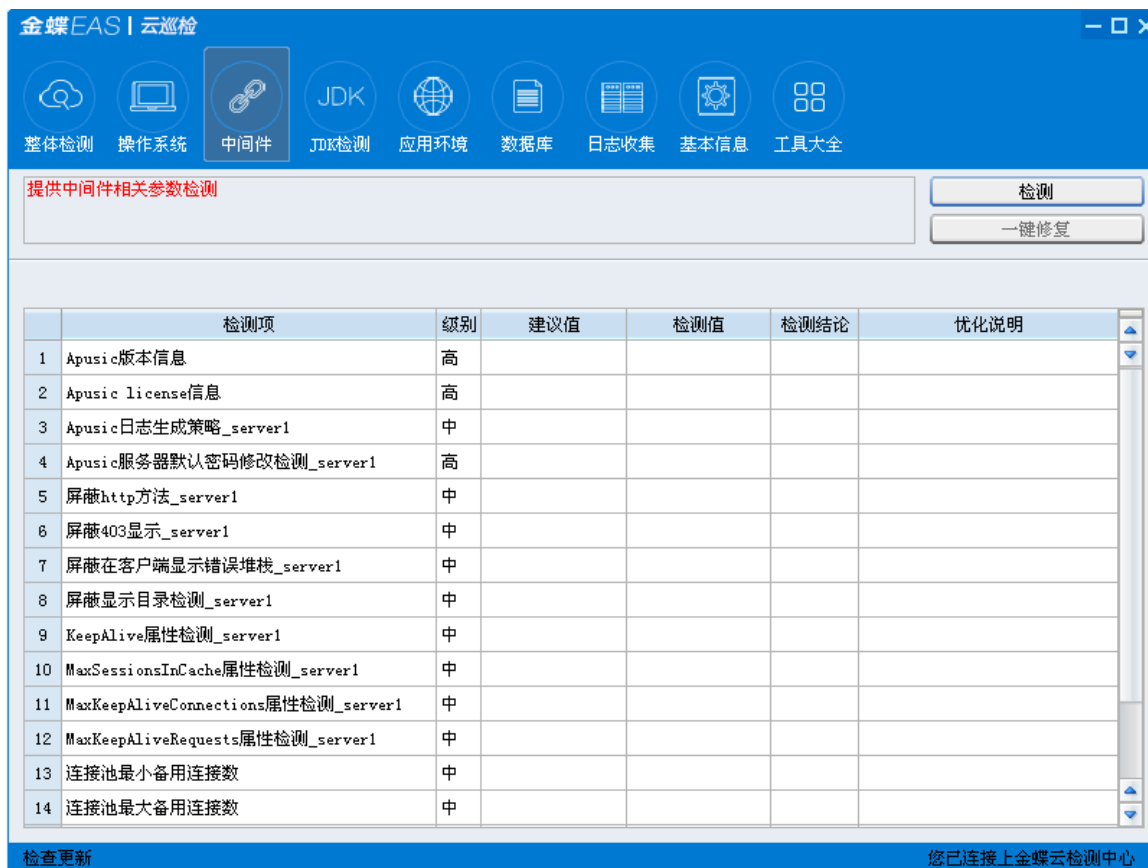 金蝶EAS | 云巡检
JDK
整体检测 操作系统 中间件 JDK检测 应用环境 数据库 日志收集 基本信息 工具大全
提供中间件相关参数检测
检测
一键修复
检测项 级别 建议值 检测值 检测结论 优化说明
1 Apusic版本信息 高
2 Apusic license信息 高
3 Apusic日志生成策略_server1 中
4 Apusic服务器默认密码修改检测_server1 高
5 屏蔽http方法_server1 中
6 屏蔽403显示_server1 中
7 屏蔽在客户端显示错误堆栈_server1 中
8 屏蔽显示目录检测_server1 中
9 KeepAlive属性检测_server1 中
10 MaxSessionsInCache属性检测_server1 中
11 MaxKeepAliveConnections属性检测_server1 中
12 MaxKeepAliveRequests属性检测_server1 中
13 连接池最小备用连接数 中
14 连接池最大备用连接数 中
检查更新 您已连接上金蝶云检测中心